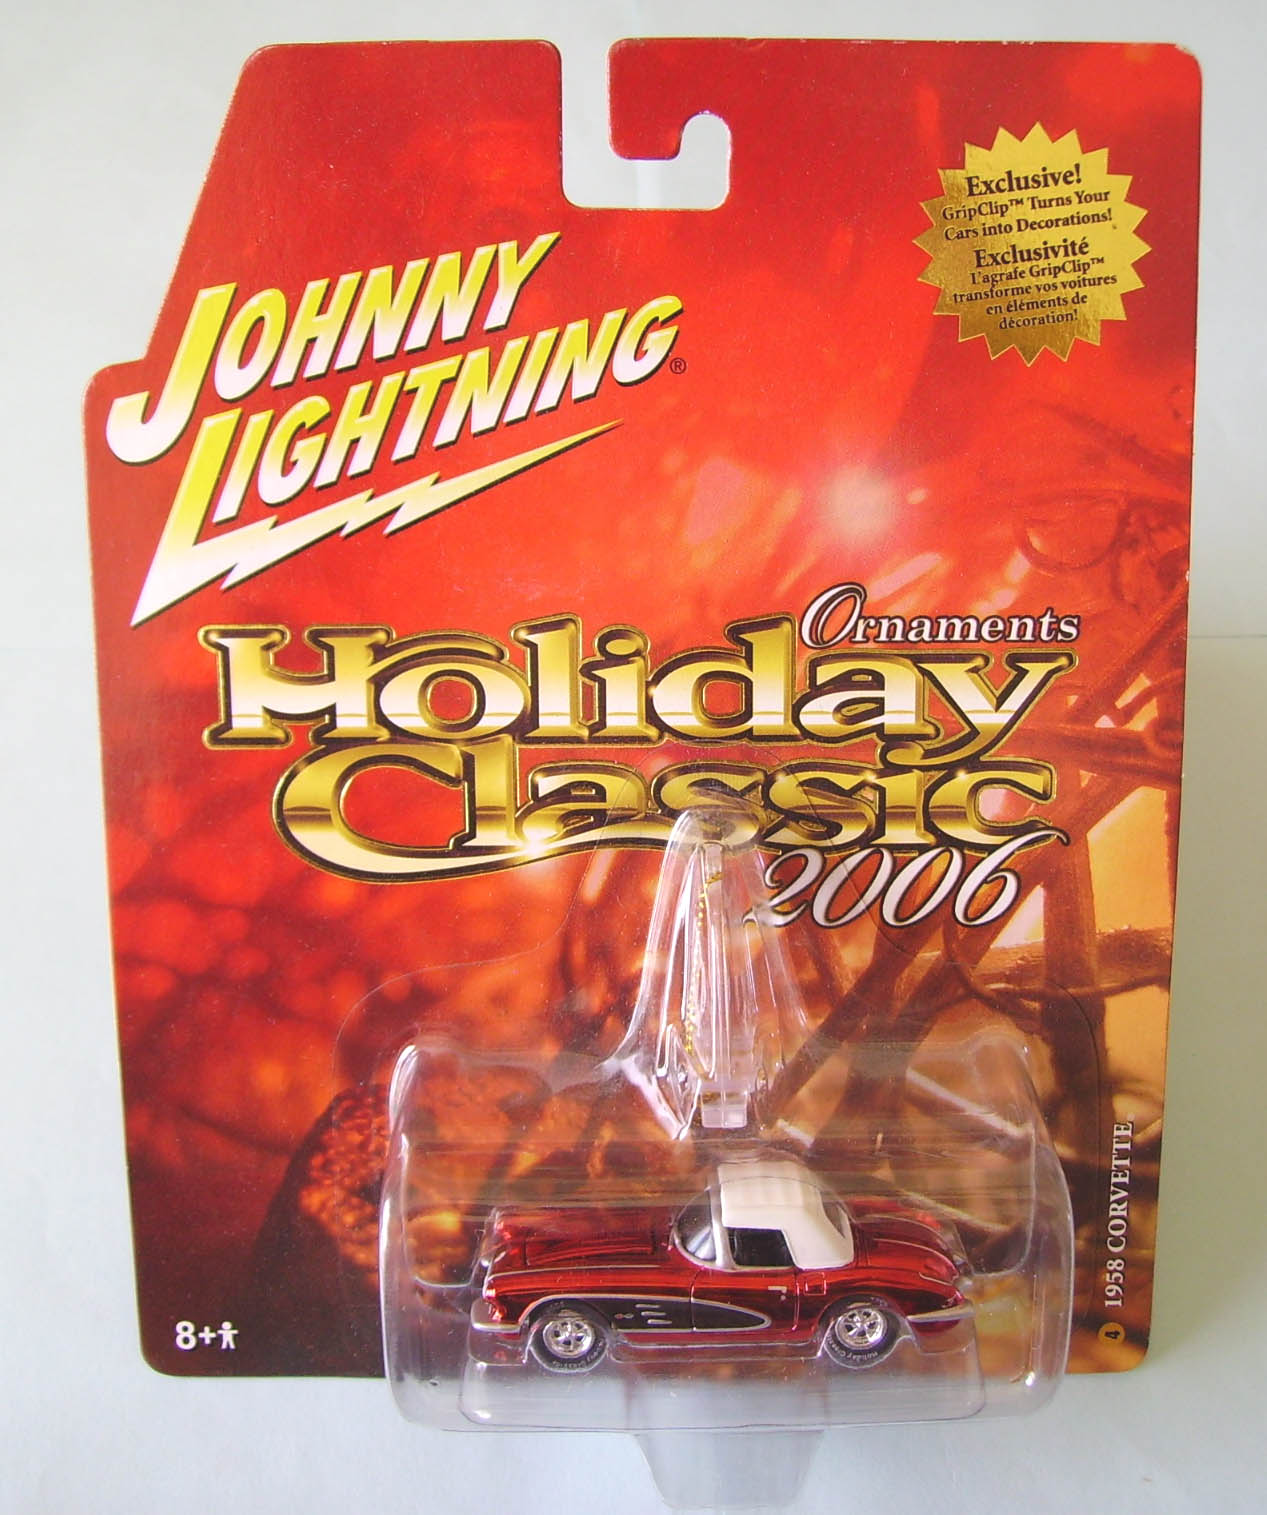 Exclusive!
GripClip™ Turns Your
Cars into Decorations!
Exclusivité
L'agrafe GripClip™
transforme vos voitures
en éléments de
décoration!
JOHNNY
LIGHTNING®
Ornaments
Holiday
Classic
2006
4 1958 CORVETTE
8+